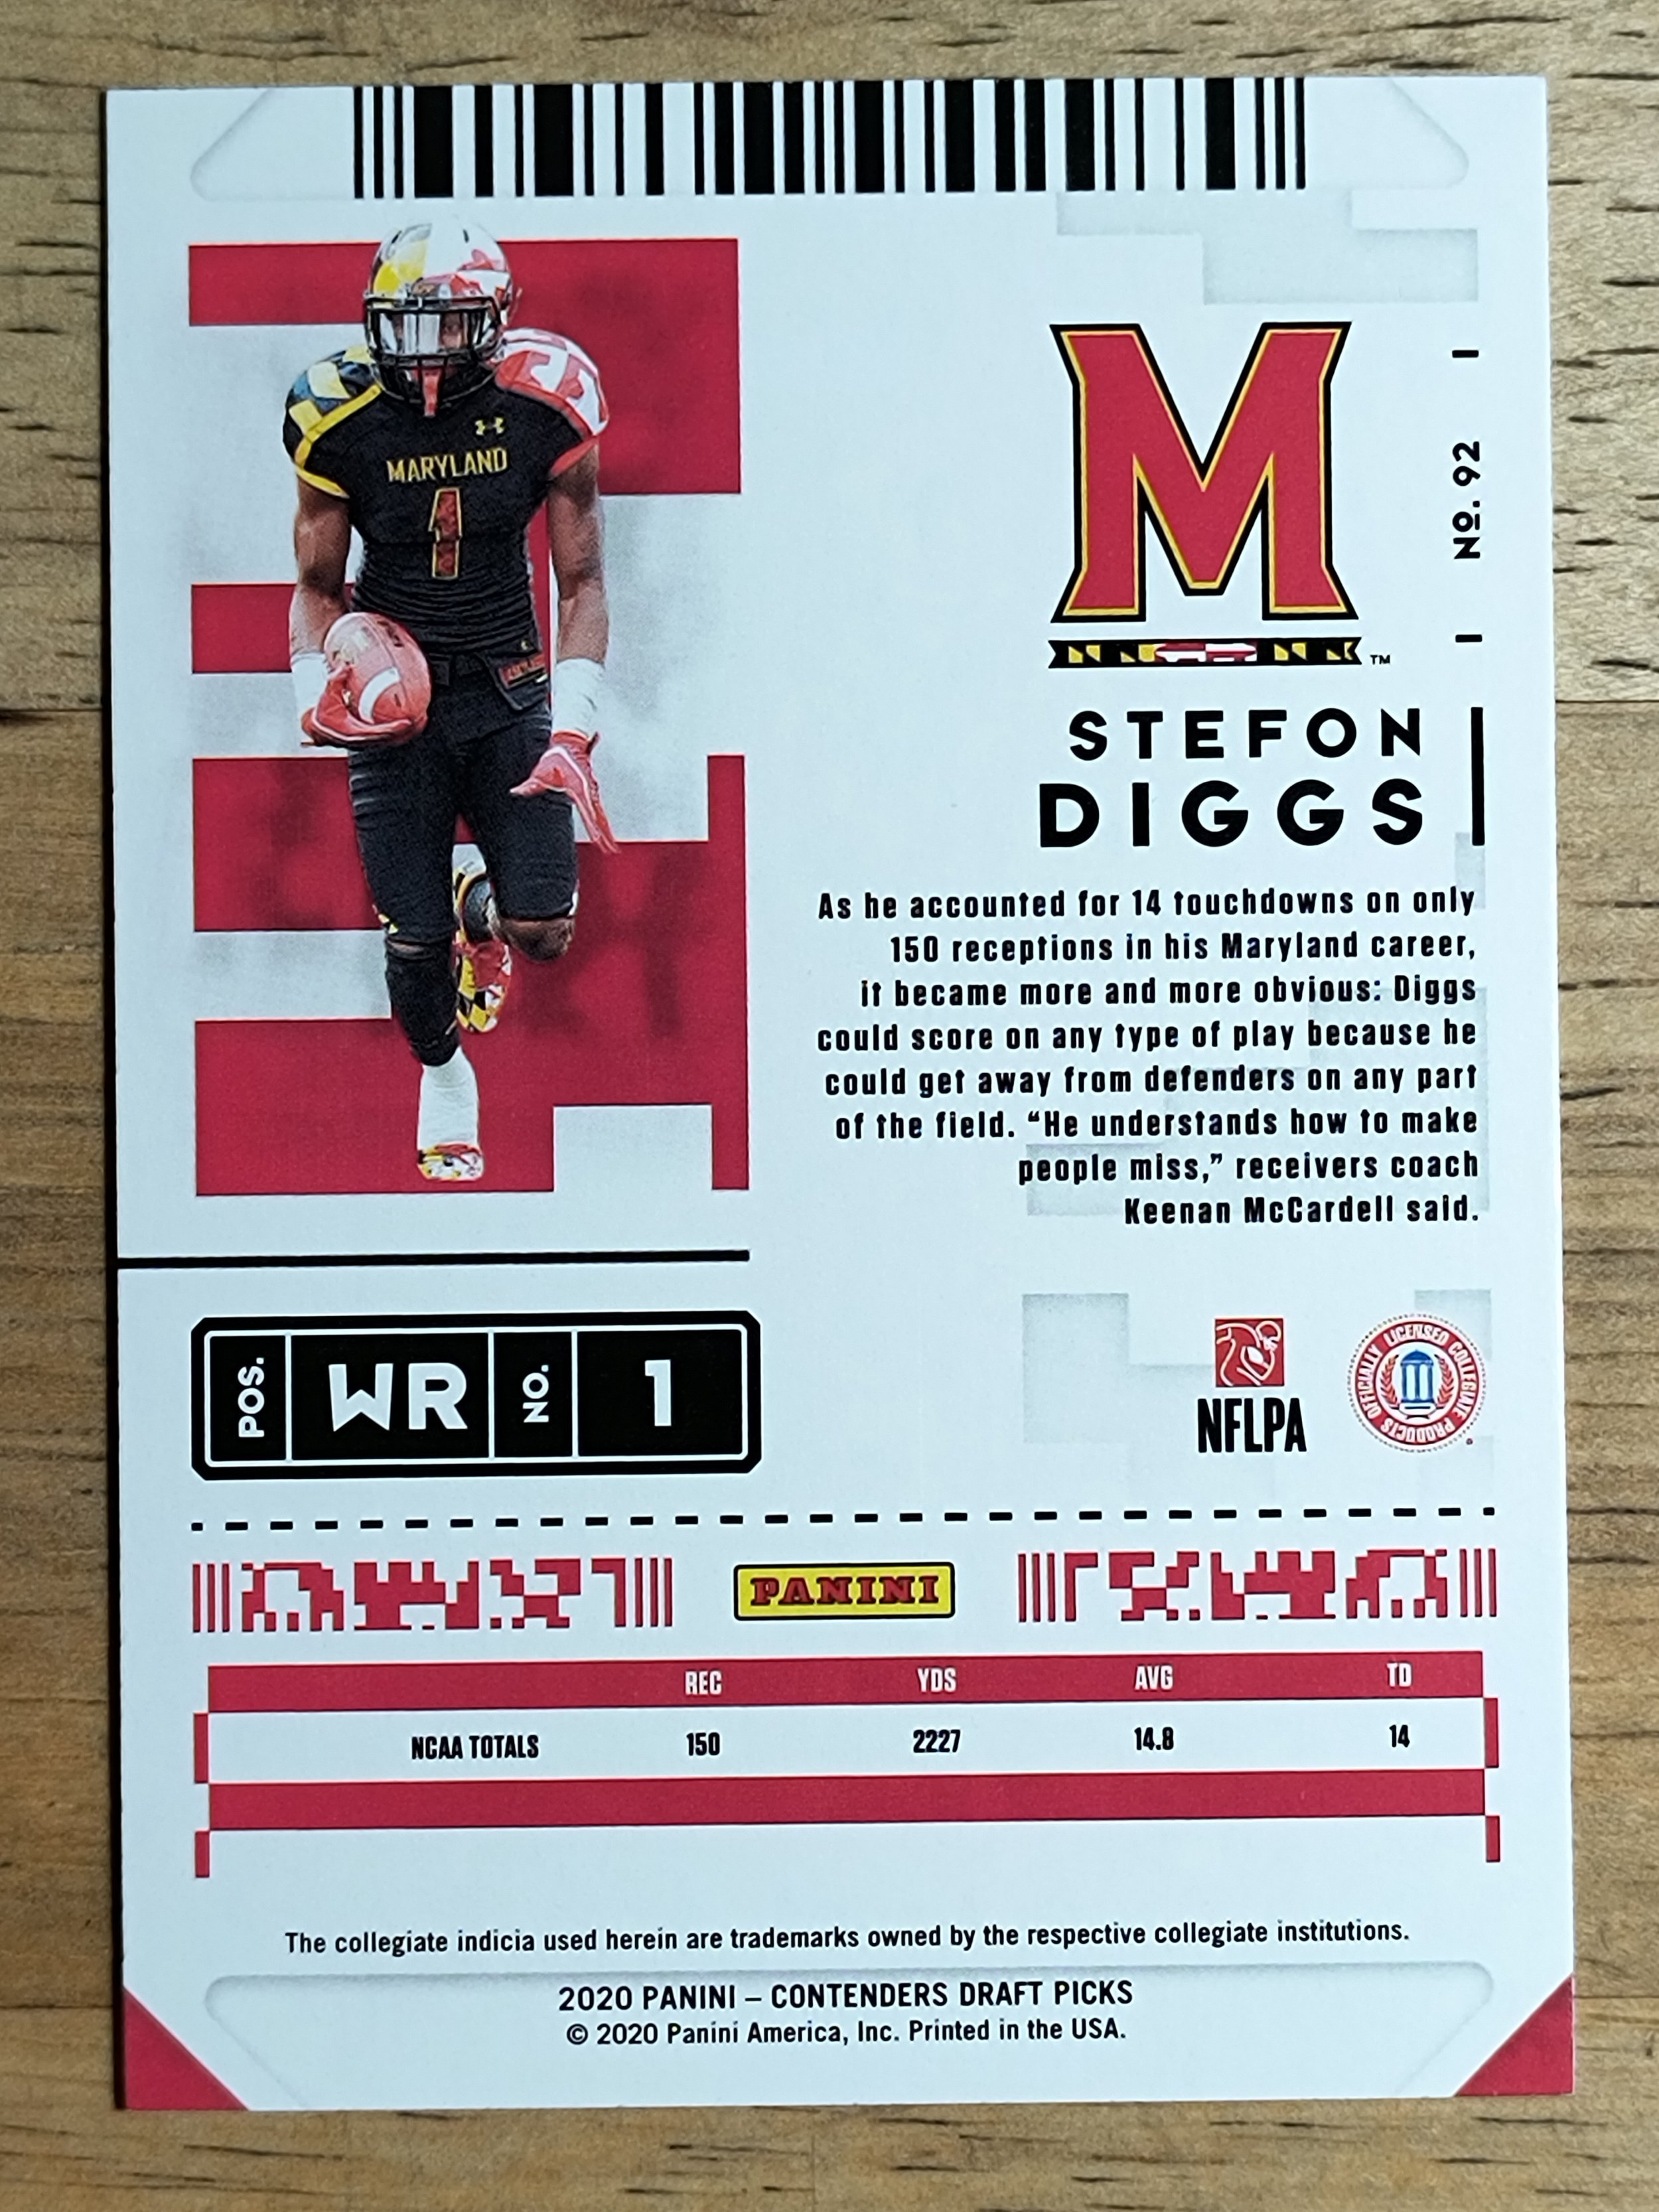 MARYLAND
1
M
TM
No. 92
STEFON
DIGGS
As he accounted for 14 touchdowns on only
150 receptions in his Maryland career,
it became more and more obvious: Diggs
could score on any type of play because he
could get away from defenders on any part
of the field. “He understands how to make
people miss,” receivers coach
Keenan McCardell said.
POS. WR NO. 1
NFLPA
OFFICIALLY LICENSED COLLEGIATE PRODUCTS
PANINI
REC YDS AVG TD
NCAA TOTALS 150 2227 14.8 14
The collegiate indicia used herein are trademarks owned by the respective collegiate institutions.
2020 PANINI – CONTENDERS DRAFT PICKS
© 2020 Panini America, Inc. Printed in the USA.